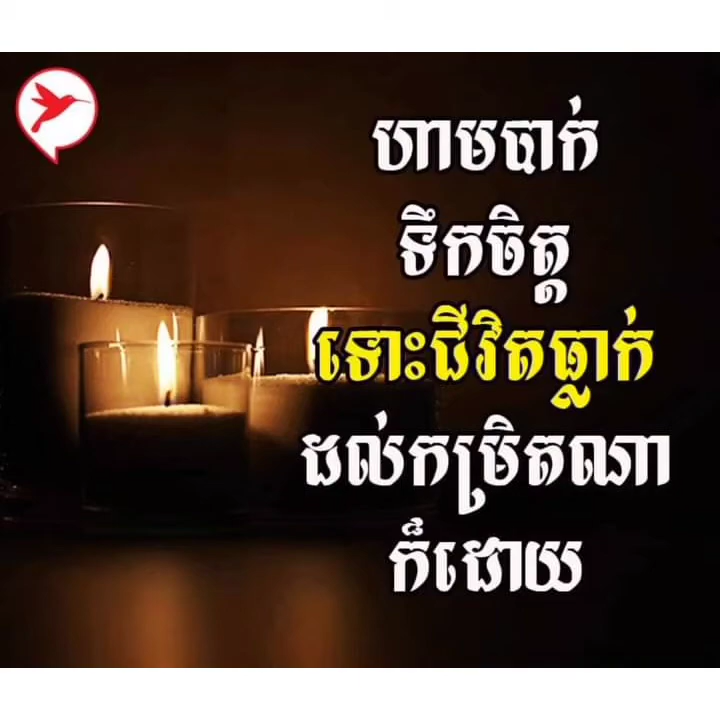 ហាមបាក់
ទឹកចិត្ត
ទោះជីវិតធ្លាក់
ដល់កម្រិតណា
ក៏ដោយ